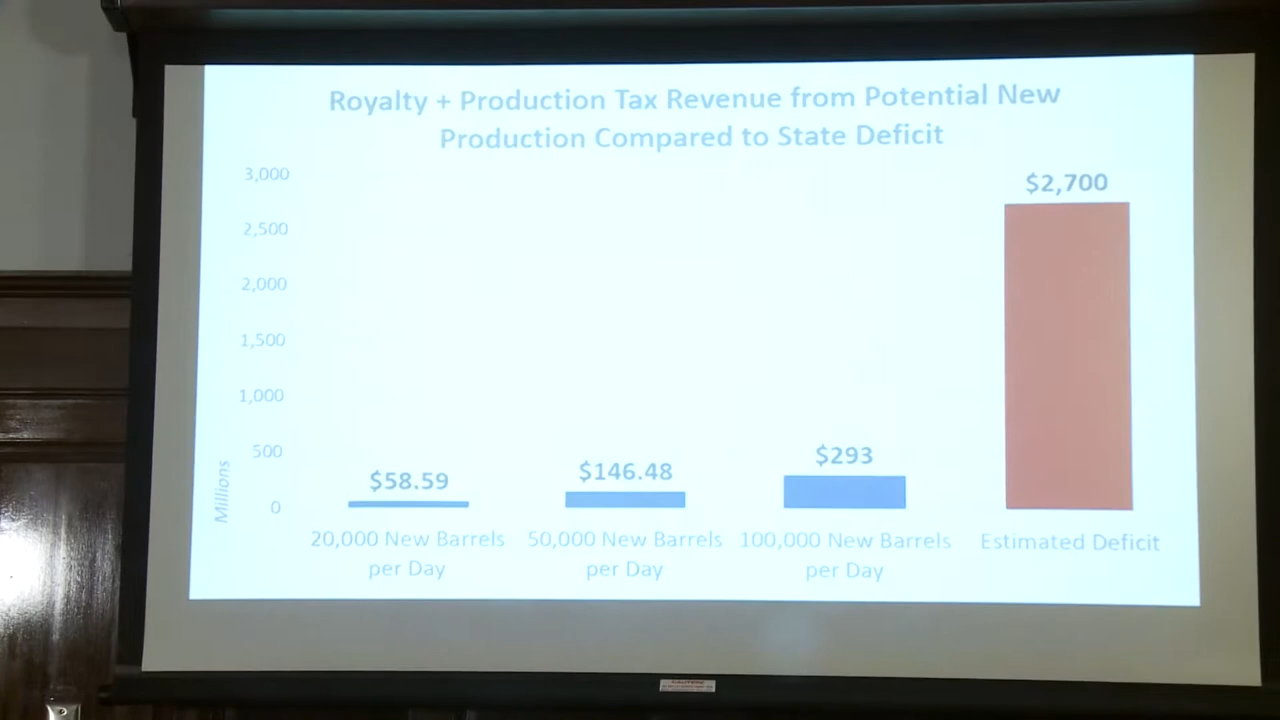 Royalty + Production Tax Revenue from Potential New
Production Compared to State Deficit
3,000
2,500
2,000
1,500
1,000
500
0
Millions
$58.59
$146.48
$293
$2,700
20,000 New Barrels
per Day
50,000 New Barrels
per Day
100,000 New Barrels
per Day
Estimated Deficit